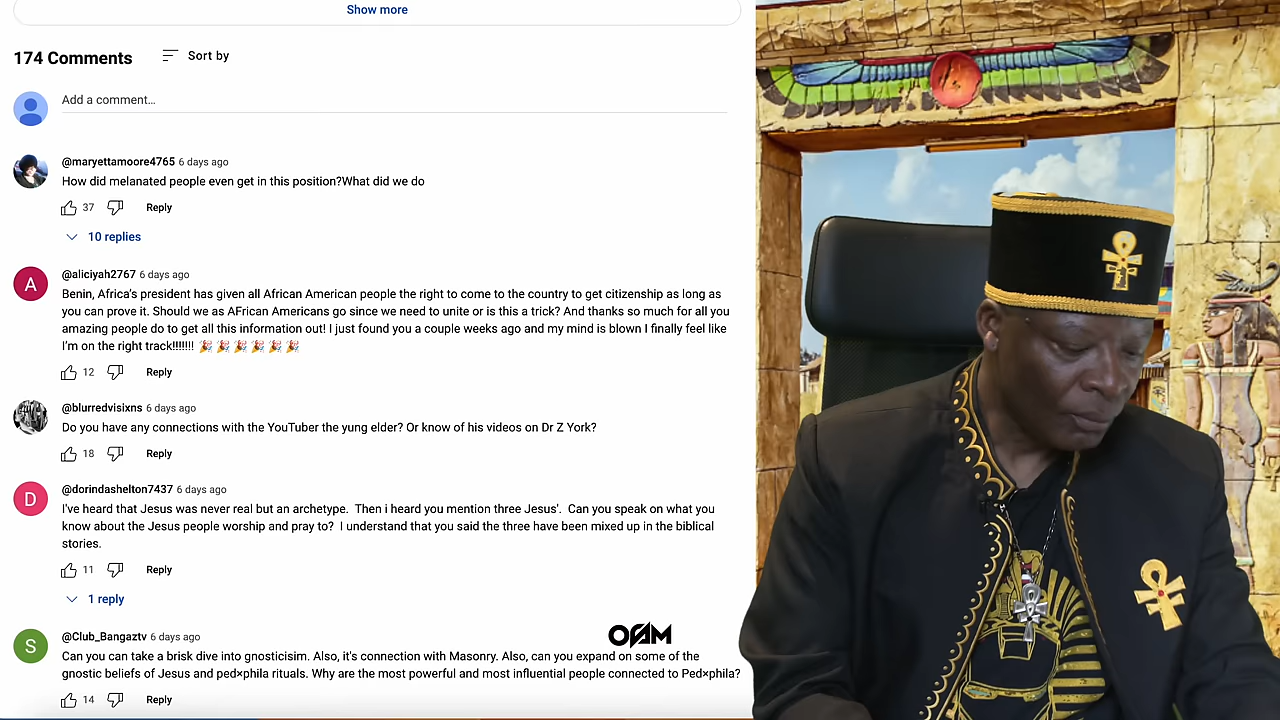 Show more
174 Comments
Sort by
Add a comment...
@maryettamoore4765 6 days ago
How did melanated people even get in this position?What did we do
37 Reply
10 replies
A
@aliciyah2767 6 days ago
Benin, Africa's president has given all African American people the right to come to the country to get citizenship as long as
you can prove it. Should we as AFrican Americans go since we need to unite or is this a trick? And thanks so much for all you
amazing people do to get all this information out! I just found you a couple weeks ago and my mind is blown I finally feel like
I'm on the right track!!!!!!! 🎉 🎉 🎉 🎉 🎉 🎉
12 Reply
@blurredvisixns 6 days ago
Do you have any connections with the YouTuber the yung elder? Or know of his videos on Dr Z York?
18 Reply
D
@dorindashelton7437 6 days ago
I've heard that Jesus was never real but an archetype. Then i heard you mention three Jesus'. Can you speak on what you
know about the Jesus people worship and pray to? I understand that you said the three have been mixed up in the biblical
stories.
11 Reply
1 reply
OFAM
S
@Club_Bangaztv 6 days ago
Can you can take a brisk dive into gnosticisim. Also, it's connection with Masonry. Also, can you expand on some of the
gnostic beliefs of Jesus and ped×phila rituals. Why are the most powerful and most influential people connected to Ped×phila?
14 Reply